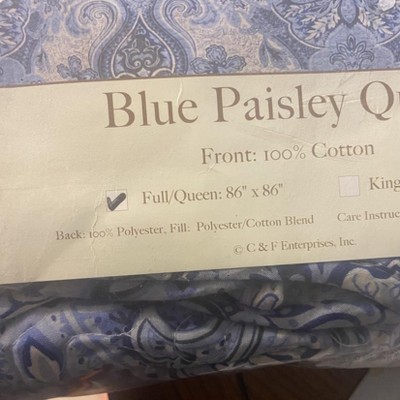 Blue Paisley Qu
Front: 100% Cotton
Full/Queen: 86" x 86" King
Back: 100% Polyester, Fill: Polyester/Cotton Blend Care Instruc
© C & F Enterprises, Inc.